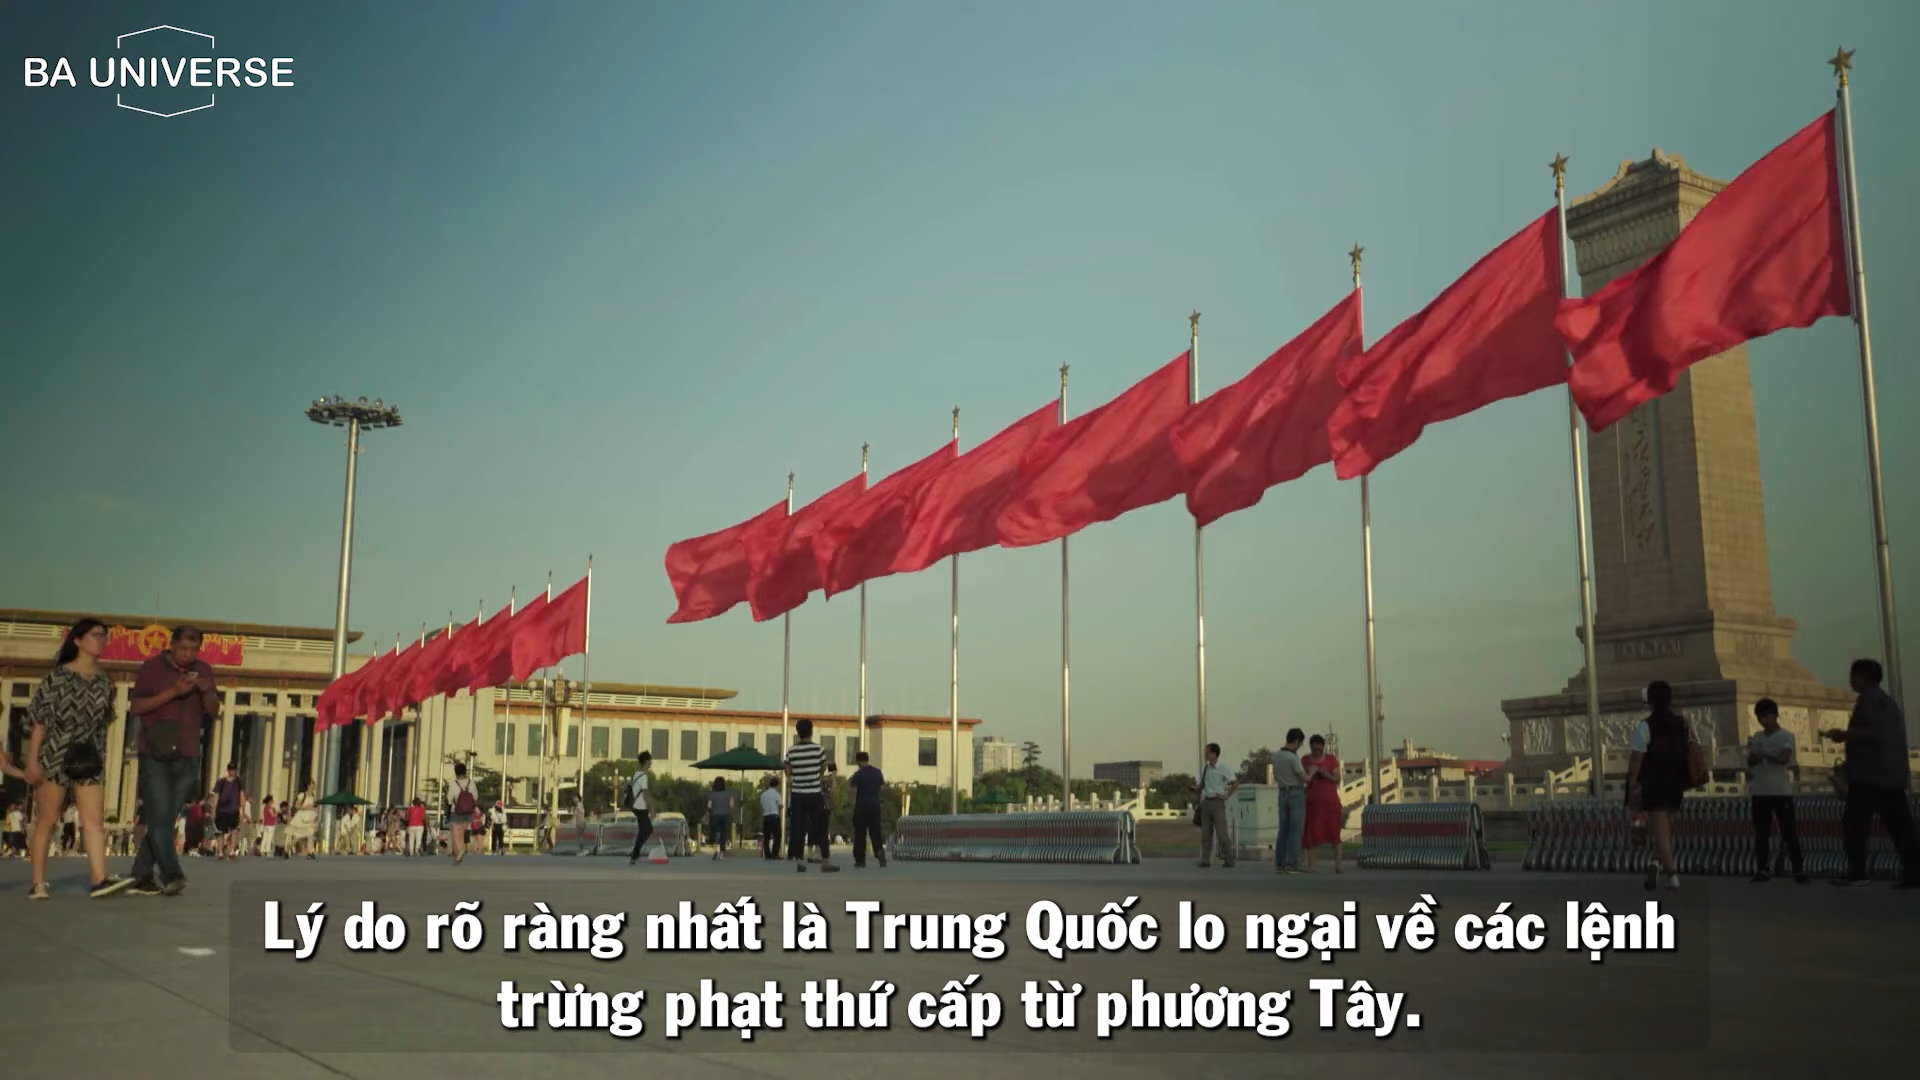 BA UNIVERSE
Lý do rõ ràng nhất là Trung Quốc lo ngại về các lệnh
trừng phạt thứ cấp từ phương Tây.